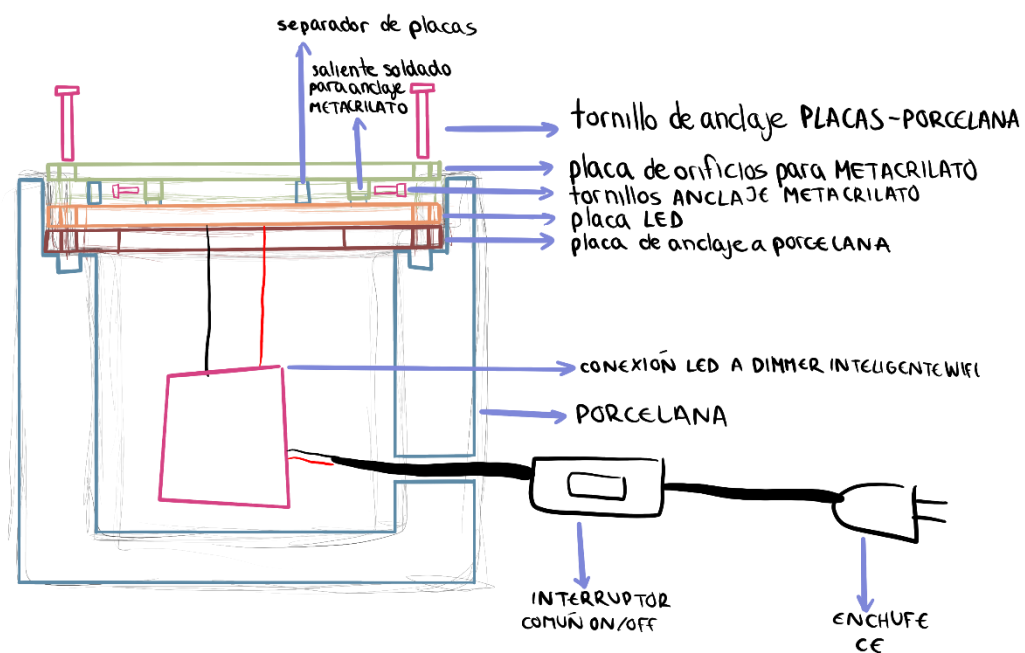 separador de placas
saliente soldado
para anclaje
METACRILATO
tornillo de anclaje PLACAS-PORCELANA
placa de orificios para METACRILATO
tornillos ANCLAJE METACRILATO
placa LED
placa de anclaje a PORCELANA
CONEXIÓN LED A DIMMER INTELIGENTE WIFI
PORCELANA
INTERRUPTOR
COMUÑ ON/OFF
ENCHUFE
CE